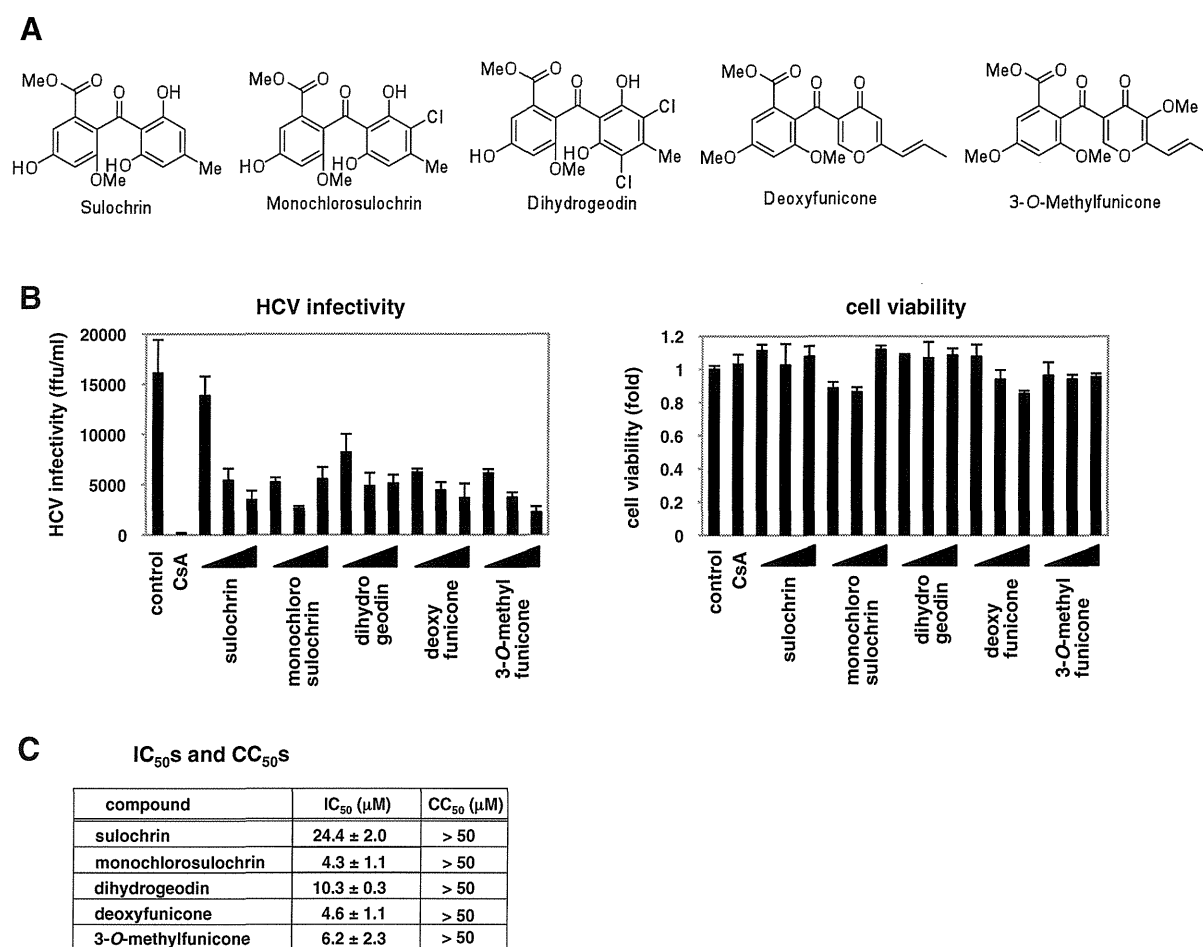 A
MeO O O OH HO OMe HO Me
Sulochrin
MeO O O OH Cl HO OMe HO Me
Monochlorosulochrin
MeO O O OH Cl HO OMe HO Me Cl
Dihydrogeodin
MeO O O O MeO OMe O
Deoxyfunicone
MeO O O O OMe MeO OMe O
3-O-Methylfunicone
B
HCV infectivity
HCV infectivity (ffu/ml)
20000
15000
10000
5000
0
control
CsA
sulochrin
monochloro
sulochrin
dihydro
geodin
deoxy
funicone
3-O-methyl
funicone
cell viability
cell viability (fold)
1.2
1
0.8
0.6
0.4
0.2
0
control
CsA
sulochrin
monochloro
sulochrin
dihydro
geodin
deoxy
funicone
3-O-methyl
funicone
C
IC50s and CC50s
compound IC50 (μM) CC50 (μM)
sulochrin 24.4 ± 2.0 > 50
monochlorosulochrin 4.3 ± 1.1 > 50
dihydrogeodin 10.3 ± 0.3 > 50
deoxyfunicone 4.6 ± 1.1 > 50
3-O-methylfunicone 6.2 ± 2.3 > 50